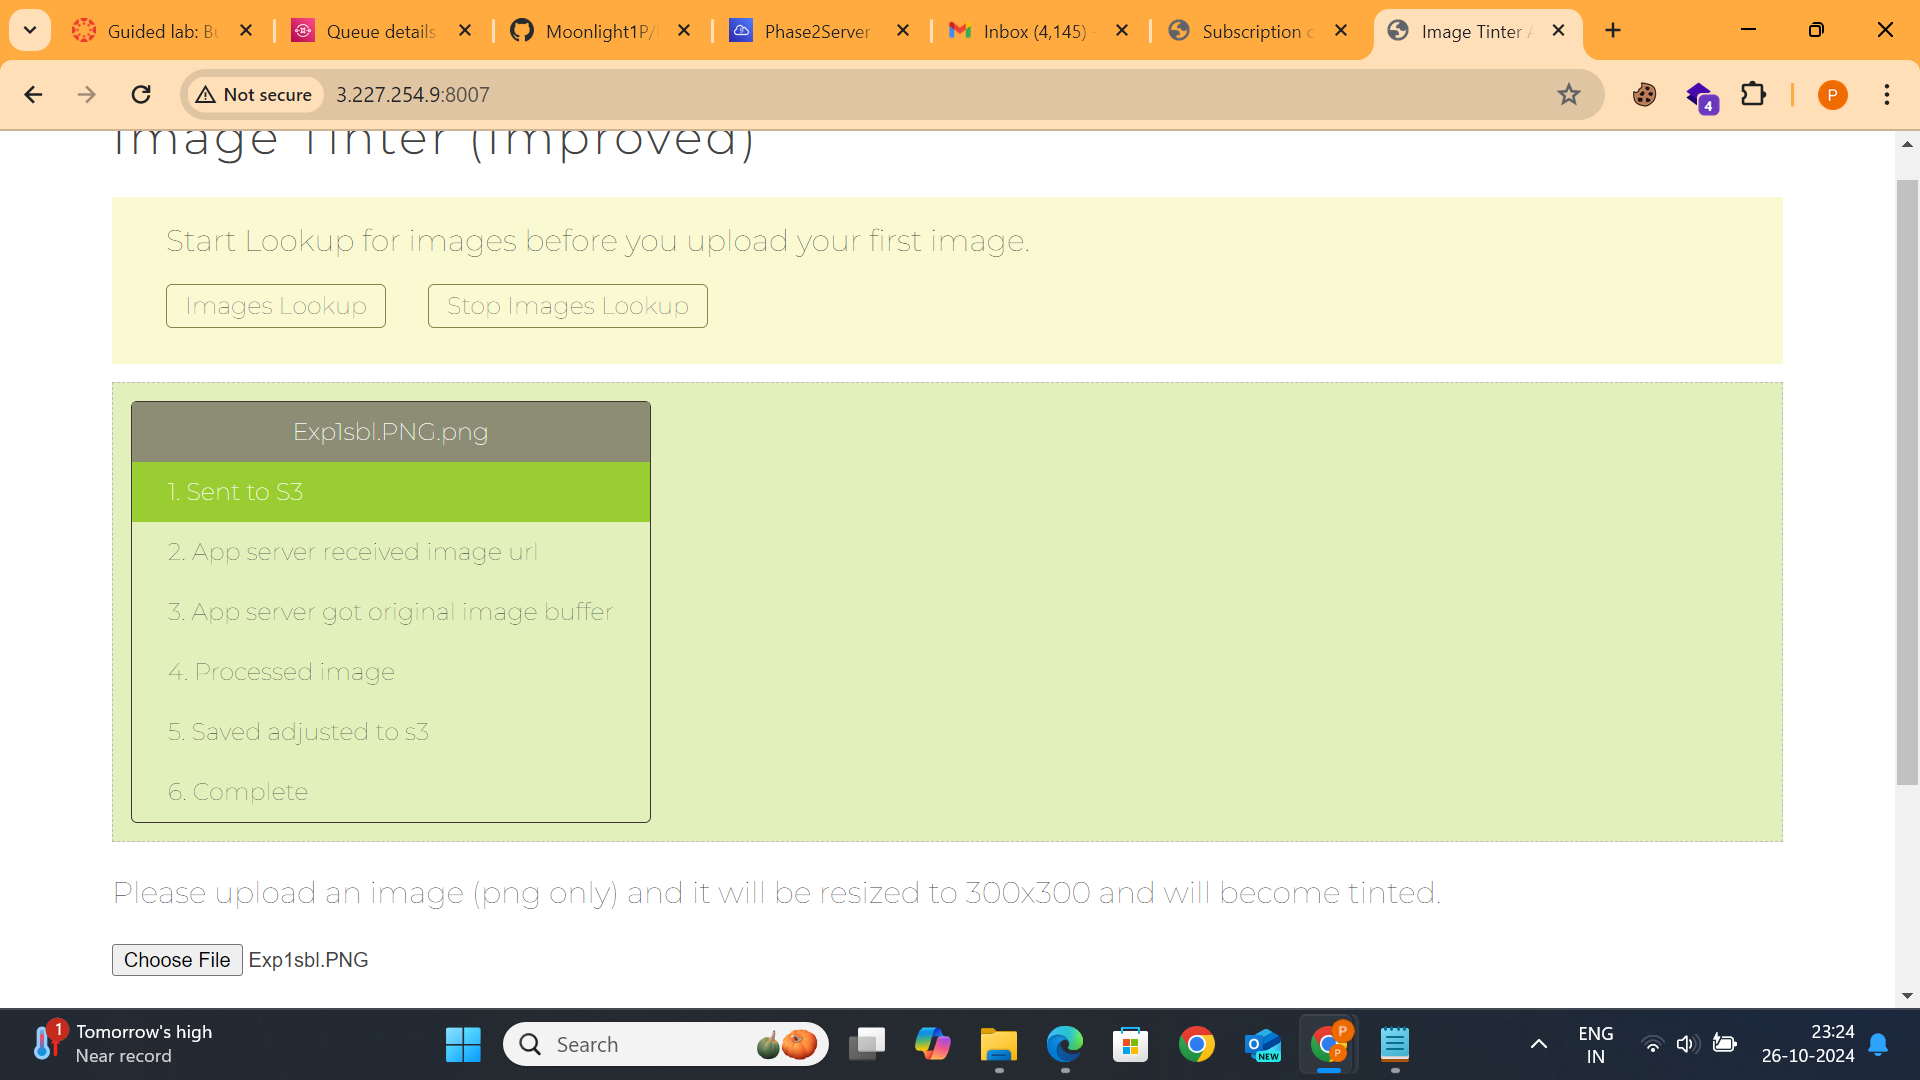 Guided lab: Bu
Queue details
Moonlight1P/
Phase2Server
Inbox (4,145)
Subscription c
Image Tinter
Not secure
3.227.254.9:8007
4
P
Image Tinter (Improved)
Start Lookup for images before you upload your first image.
Images Lookup
Stop Images Lookup
Exp1sbl.PNG.png
1. Sent to S3
2. App server received image url
3. App server got original image buffer
4. Processed image
5. Saved adjusted to s3
6. Complete
Please upload an image (png only) and it will be resized to 300x300 and will become tinted.
Choose File Exp1sbl.PNG
1
Tomorrow's high
Near record
Search
NEW
P
P
ENG
IN
23:24
26-10-2024